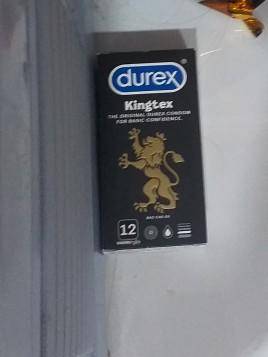 durex
Kingtex
THE ORIGINAL DUREX CONDOM
FOR BASIC CONFIDENCE.
12